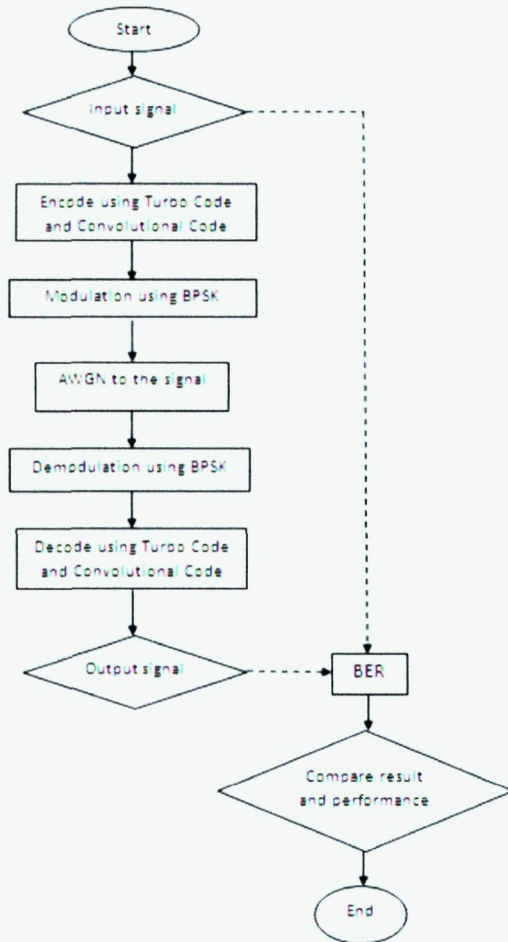 Start
Input signal
Encode using Turbo Code
and Convolutional Code
Modulation using BPSK
AWGN to the signal
Demodulation using BPSK
Decode using Turbo Code
and Convolutional Code
Output signal
BER
Compare result
and performance
End